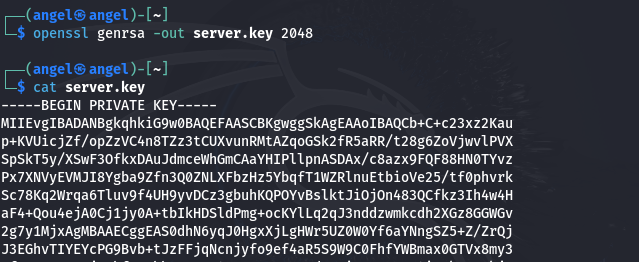 ┌──(angel㉿angel)-[~]
└─$ openssl genrsa -out server.key 2048
┌──(angel㉿angel)-[~]
└─$ cat server.key
-----BEGIN PRIVATE KEY-----
MIIEvgIBADANBgkqhkiG9w0BAQEFAASCBKgwggSkAgEAAoIBAQCb+C+c23xz2Kau
p+KVUicjZf/opZzVC4n8TZz3tCUXvunRMtAZqoGSk2fR5aRR/t28g6ZoVjwvlPVX
SpSkT5y/XSwF3OfkxDAuJdmceWhGmCAaYHIPllpnASDAx/c8azx9FQF88HN0TYvz
Px7XNVyEVMJI8Ygba9Zfn3Q0ZNLXFbzHz5YbqfT1WZRlnuEtbioVe25/tf0phvrk
Sc78Kq2Wrqa6Tluv9f4UH9yvDCz3gbuhKQPOYvBslktJiOjOn483QCfkz3Ih4w4H
aF4+Qou4ejA0Cj1jy0A+tbIkHDSldPmg+ocKYlLq2qJ3nddzwmkcdh2XGz8GGWGv
2g7y1MjxAgMBAAECggEAS0dhN6yqJ0HgxXjLgHWr5UZ0W0Yf6aYNngSZ5+Z/ZrQj
J3EGhvTIYEYcPG9Bvb+tJzFFjqNcnjyfo9ef4aR5S9W9C0FhfYWBmax0GTVx8my3